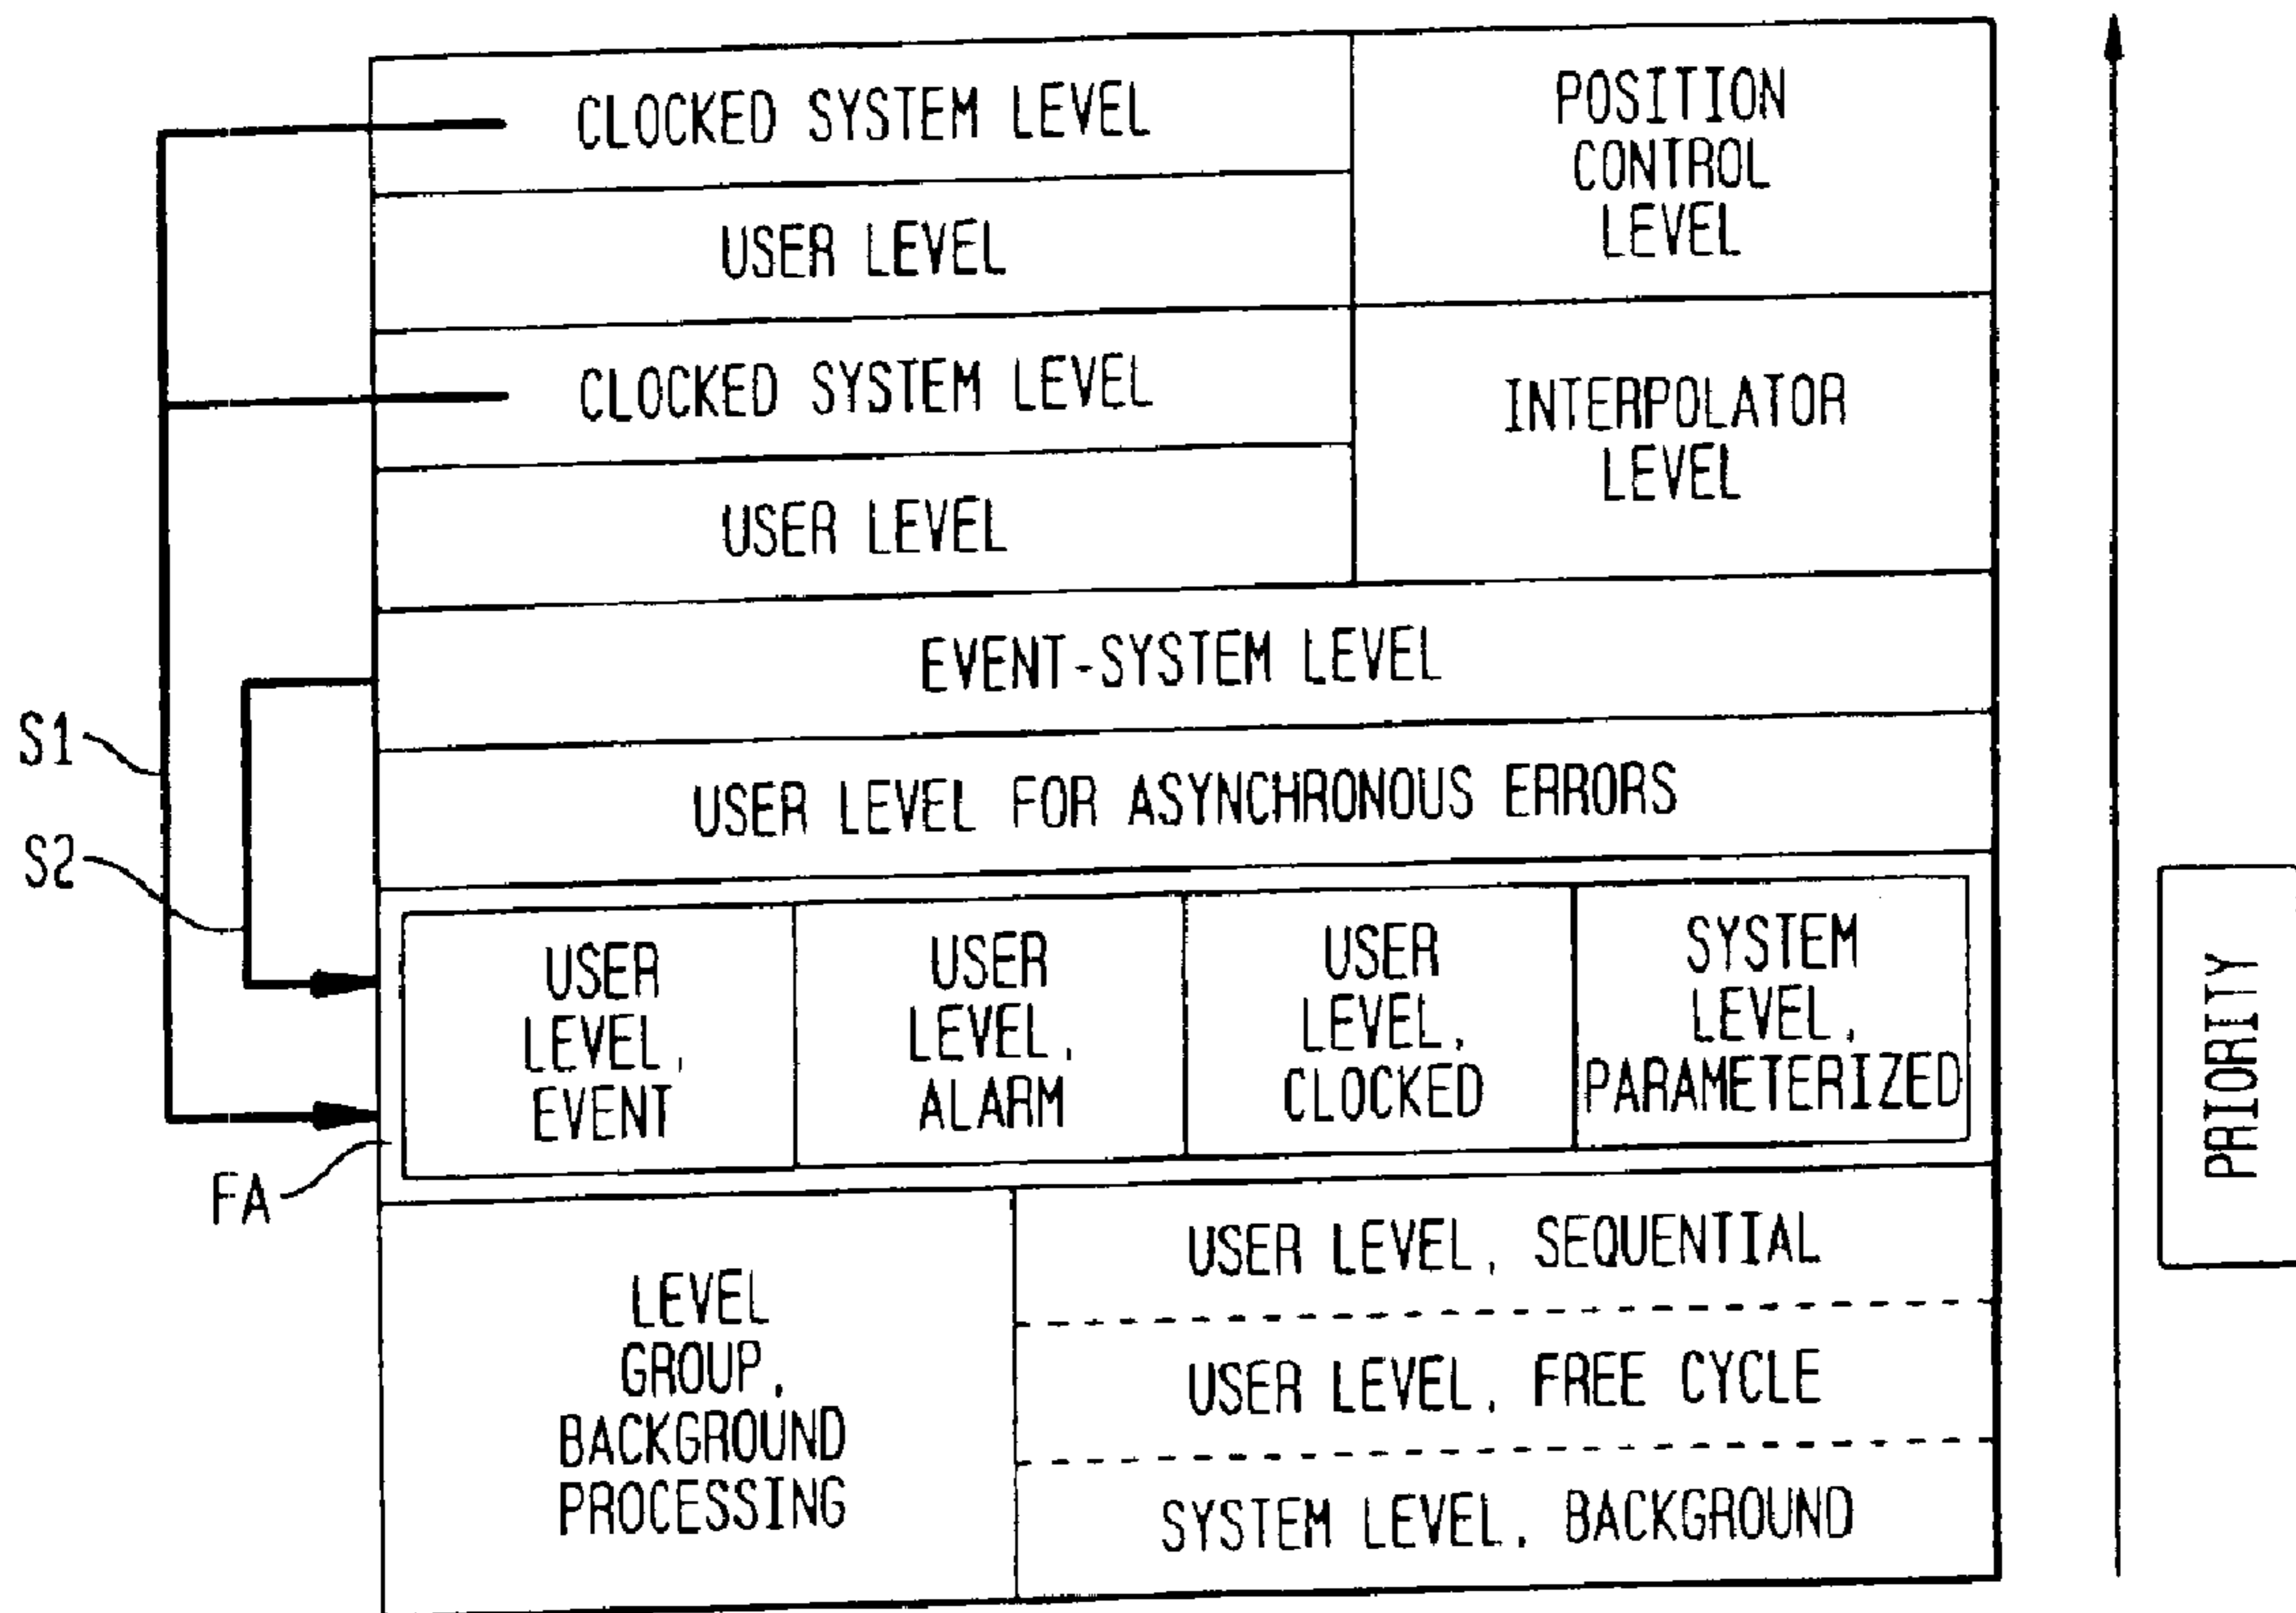 CLOCKED SYSTEM LEVEL
POSITION
CONTROL
LEVEL
USER LEVEL
CLOCKED SYSTEM LEVEL
INTERPOLATOR
LEVEL
USER LEVEL
EVENT-SYSTEM LEVEL
S1
USER LEVEL FOR ASYNCHRONOUS ERRORS
S2
USER
LEVEL,
EVENT
USER
LEVEL,
ALARM
USER
LEVEL,
CLOCKED
SYSTEM
LEVEL,
PARAMETERIZED
PRIORITY
FA
LEVEL
GROUP,
BACKGROUND
PROCESSING
USER LEVEL, SEQUENTIAL
USER LEVEL, FREE CYCLE
SYSTEM LEVEL, BACKGROUND